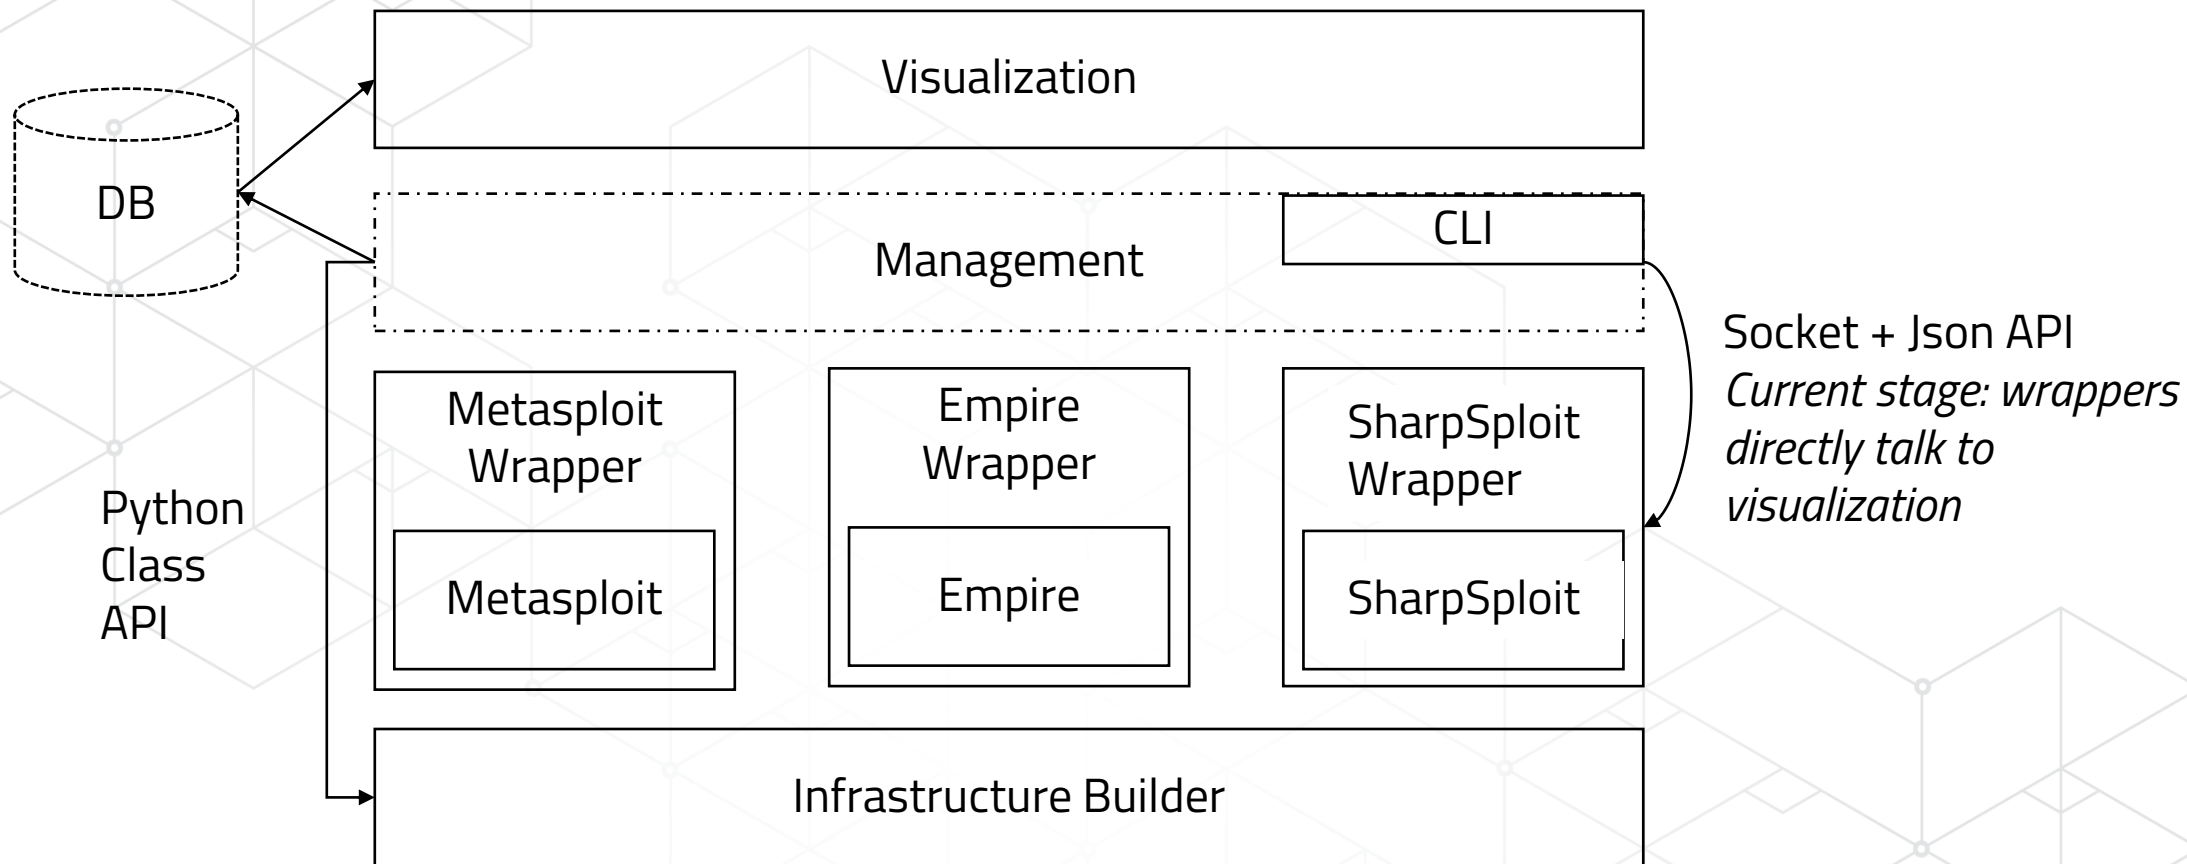 Visualization
DB
CLI
Management
Socket + Json API
Current stage: wrappers
directly talk to
visualization
Metasploit
Wrapper
Empire
Wrapper
SharpSploit
Wrapper
Python
Class
API
Metasploit
Empire
SharpSploit
Infrastructure Builder